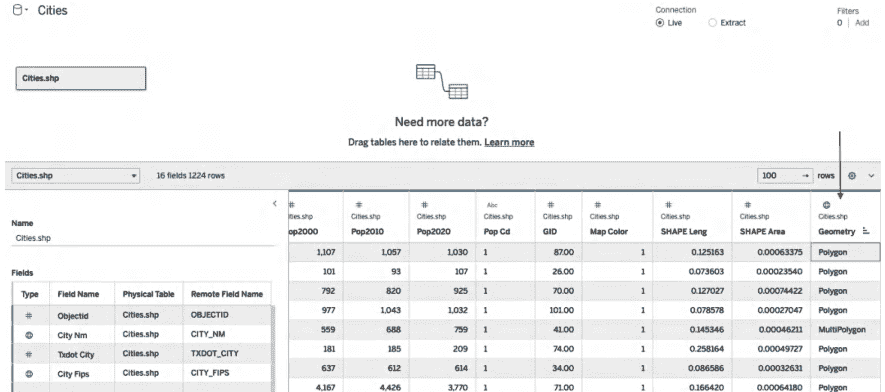 Cities
Connection
Live Extract
Filters
0 | Add
Cities.shp
Need more data?
Drag tables here to relate them. Learn more
Cities.shp 16 fields 1224 rows 100 → rows
Name
Cities.shp
Fields
Type Field Name Physical Table Remote Field Name
# Objectid Cities.shp OBJECTID
City Nm Cities.shp CITY_NM
# Txdot City Cities.shp TXDOT_CITY
City Fips Cities.shp CITY_FIPS
# # # Abc # # # #
ities.shp Cities.shp Cities.shp Cities.shp Cities.shp Cities.shp Cities.shp Cities.shp Cities.shp
op2000 Pop2010 Pop2020 Pop Cd GID Map Color SHAPE Leng SHAPE Area Geometry
1,107 1,057 1,030 1 87.00 1 0.125163 0.00063375 Polygon
101 93 107 1 26.00 1 0.073603 0.00023540 Polygon
792 820 925 1 70.00 1 0.127027 0.00074422 Polygon
977 1,043 1,032 1 101.00 1 0.078578 0.00027047 Polygon
559 688 759 1 41.00 1 0.145346 0.00046211 MultiPolygon
181 185 209 1 74.00 1 0.258164 0.00049727 Polygon
637 612 614 1 34.00 1 0.086586 0.00032631 Polygon
4,167 4,426 3,770 1 71.00 1 0.166420 0.00064180 Polygon